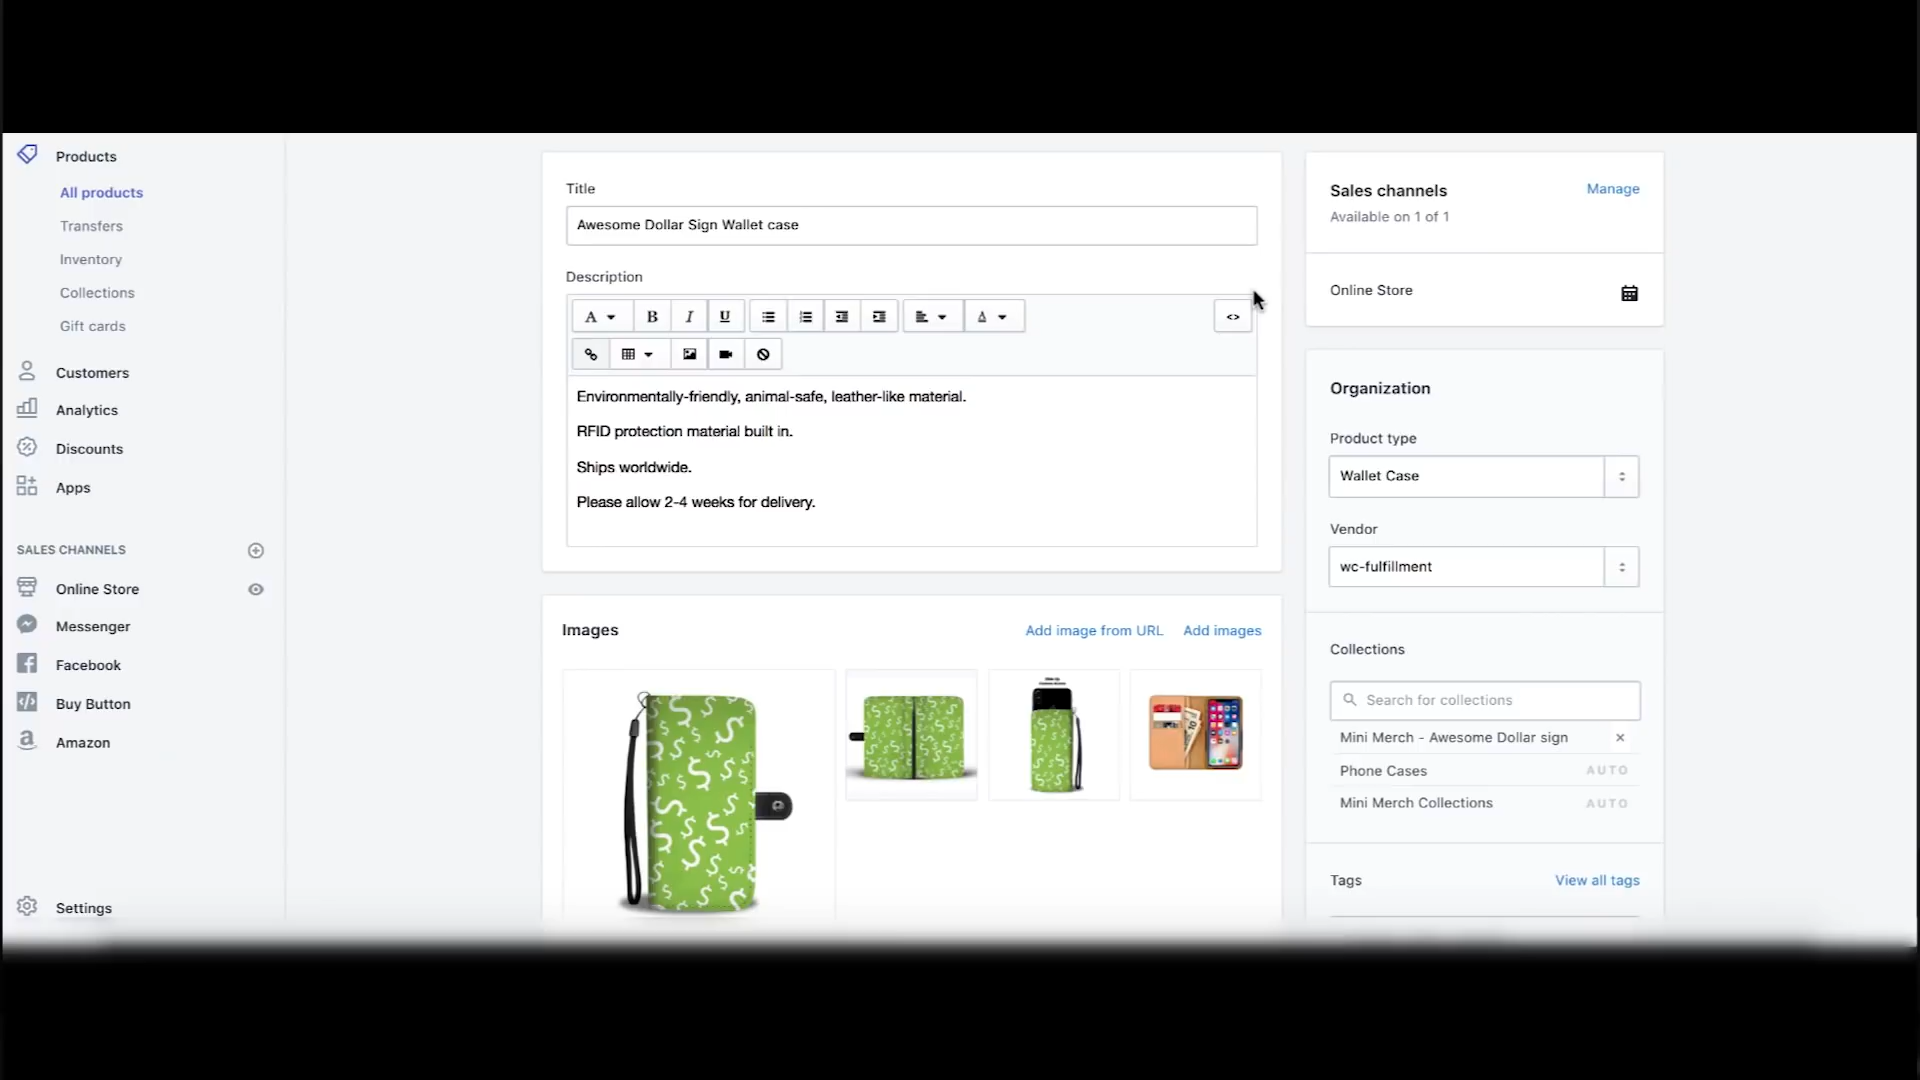 Products
All products
Transfers
Inventory
Collections
Gift cards
Customers
Analytics
Discounts
Apps
SALES CHANNELS
Online Store
Messenger
Facebook
Buy Button
Amazon
Settings
Title
Awesome Dollar Sign Wallet case
Description
A B I U A <>
Environmentally-friendly, animal-safe, leather-like material.
RFID protection material built in.
Ships worldwide.
Please allow 2-4 weeks for delivery.
Images Add image from URL Add images
Sales channels Manage
Available on 1 of 1
Online Store
Organization
Product type
Wallet Case
Vendor
wc-fulfillment
Collections
Search for collections
Mini Merch - Awesome Dollar sign
Phone Cases AUTO
Mini Merch Collections AUTO
Tags View all tags